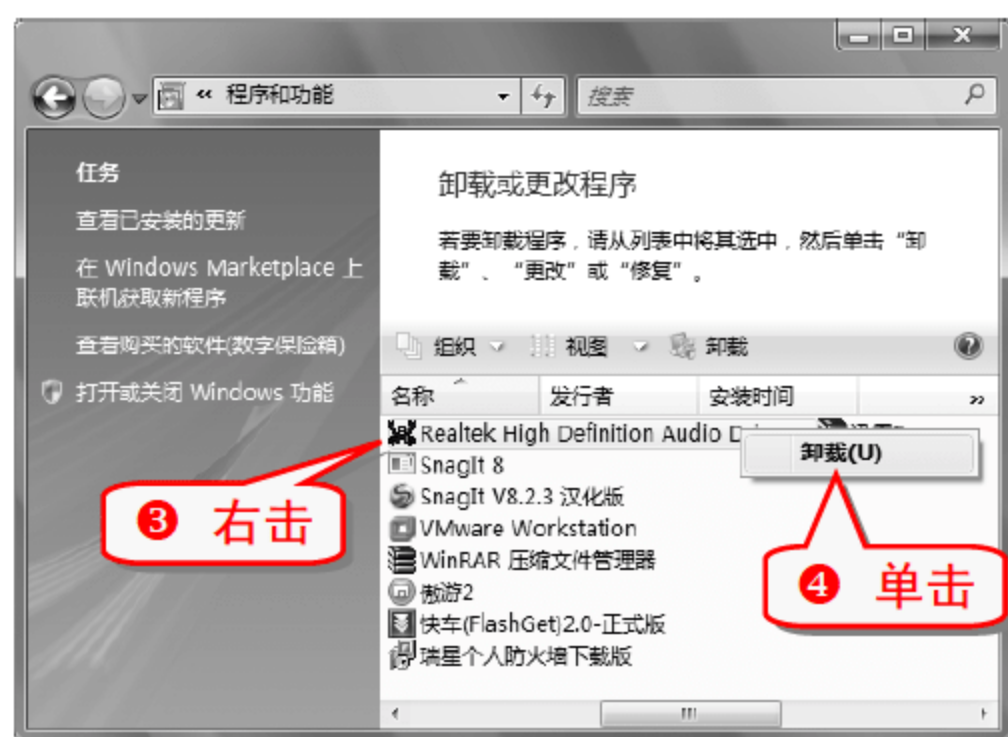 « 程序和功能
搜索
任务
查看已安装的更新
在 Windows Marketplace 上
联机获取新程序
查看购买的软件(数字保险箱)
打开或关闭 Windows 功能
卸载或更改程序
若要卸载程序，请从列表中将其选中，然后单击“卸
载”、“更改”或“修复”。
组织 视图 卸载
名称 发行者 安装时间 »
Realtek High Definition Audio
卸载(U)
SnagIt 8
SnagIt V8.2.3 汉化版
VMware Workstation
WinRAR 压缩文件管理器
傲游2
快车(FlashGet)2.0-正式版
瑞星个人防火墙下载版
❸ 右击
❹ 单击